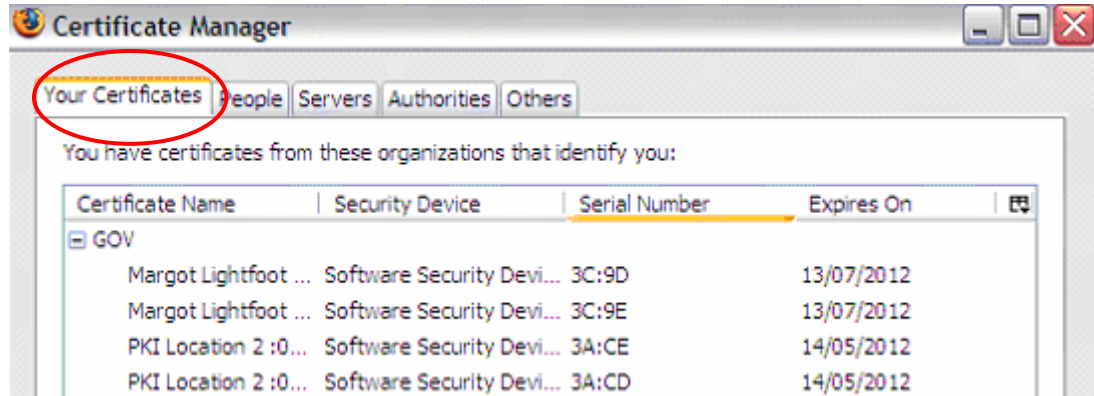 Certificate Manager
Your Certificates People Servers Authorities Others
You have certificates from these organizations that identify you:
Certificate Name Security Device Serial Number Expires On
GOV
Margot Lightfoot ... Software Security Devi... 3C:9D 13/07/2012
Margot Lightfoot ... Software Security Devi... 3C:9E 13/07/2012
PKI Location 2 :0... Software Security Devi... 3A:CE 14/05/2012
PKI Location 2 :0... Software Security Devi... 3A:CD 14/05/2012